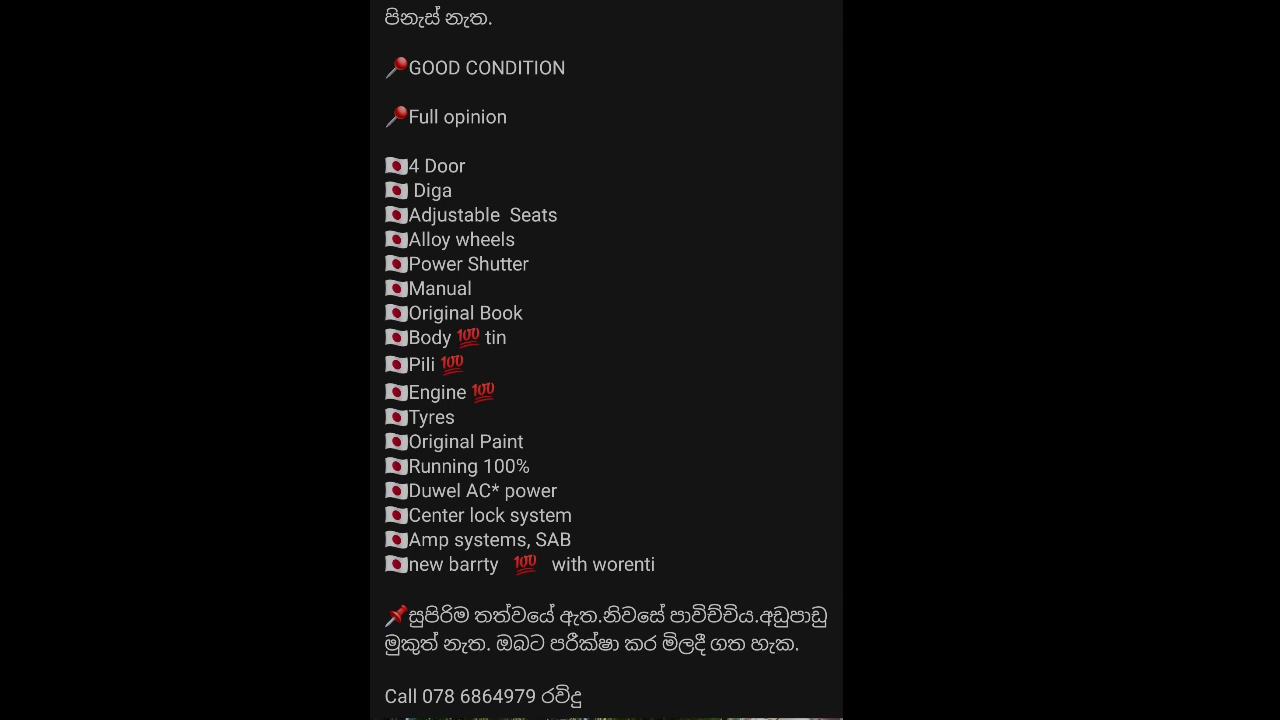 පිනැස් නැත.
📍GOOD CONDITION
📍Full opinion
🇯🇵4 Door
🇯🇵 Diga
🇯🇵Adjustable  Seats
🇯🇵Alloy wheels
🇯🇵Power Shutter
🇯🇵Manual
🇯🇵Original Book
🇯🇵Body 💯 tin
🇯🇵Pili 💯
🇯🇵Engine 💯
🇯🇵Tyres
🇯🇵Original Paint
🇯🇵Running 100%
🇯🇵Duwel AC* power
🇯🇵Center lock system
🇯🇵Amp systems, SAB
🇯🇵new barrty  💯  with worenti
📌සුපිරිම තත්වයේ ඇත.නිවසේ පාවිච්චිය.අඩුපාඩු
මුකුත් නැත. ඔබට පරීක්ෂා කර මිලදී ගත හැක.
Call 078 6864979 රවිදු